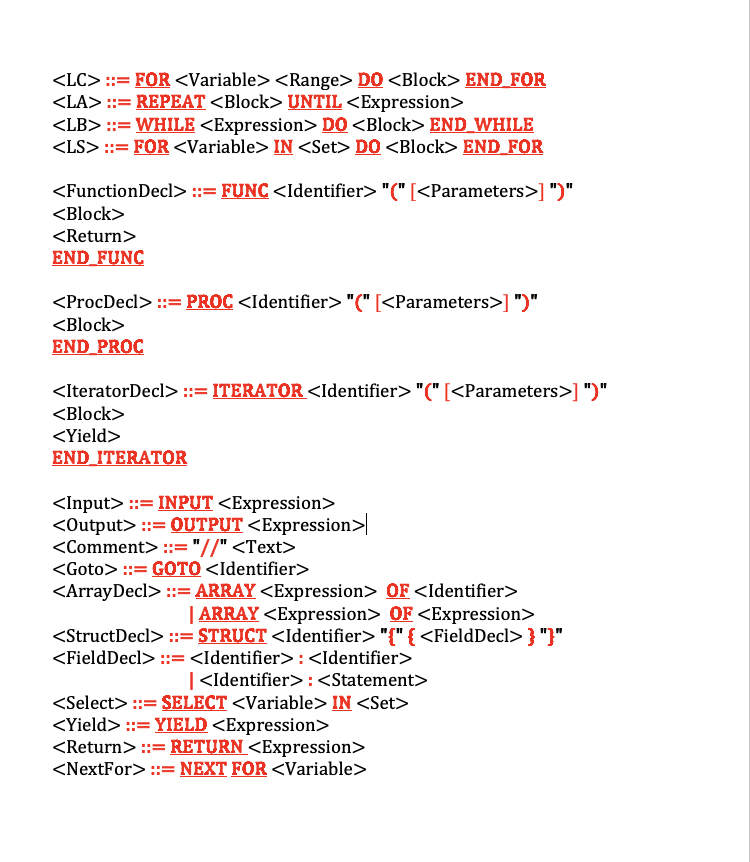 <LC> ::= FOR <Variable> <Range> DO <Block> END_FOR
<LA> ::= REPEAT <Block> UNTIL <Expression>
<LB> ::= WHILE <Expression> DO <Block> END_WHILE
<LS> ::= FOR <Variable> IN <Set> DO <Block> END_FOR
<FunctionDecl> ::= FUNC <Identifier> "(" [<Parameters>] ")"
<Block>
<Return>
END_FUNC
<ProcDecl> ::= PROC <Identifier> "(" [<Parameters>] ")"
<Block>
END_PROC
<IteratorDecl> ::= ITERATOR <Identifier> "(" [<Parameters>] ")"
<Block>
<Yield>
END_ITERATOR
<Input> ::= INPUT <Expression>
<Output> ::= OUTPUT <Expression>
<Comment> ::= "//" <Text>
<Goto> ::= GOTO <Identifier>
<ArrayDecl> ::= ARRAY <Expression> OF <Identifier>
| ARRAY <Expression> OF <Expression>
<StructDecl> ::= STRUCT <Identifier> "{" { <FieldDecl> } "}"
<FieldDecl> ::= <Identifier> : <Identifier>
| <Identifier> : <Statement>
<Select> ::= SELECT <Variable> IN <Set>
<Yield> ::= YIELD <Expression>
<Return> ::= RETURN <Expression>
<NextFor> ::= NEXT FOR <Variable>